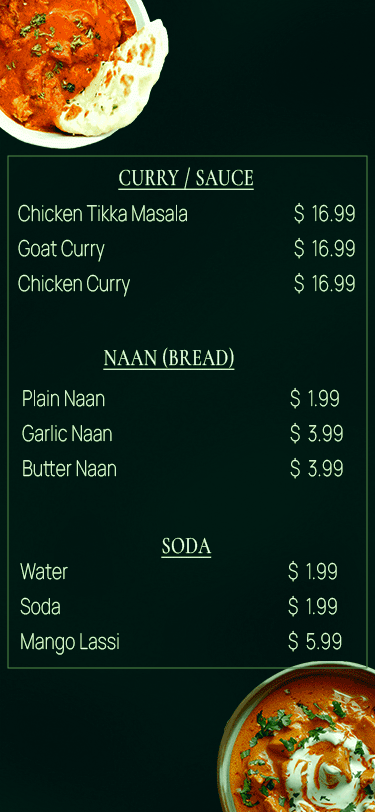 CURRY / SAUCE
Chicken Tikka Masala $ 16.99
Goat Curry $ 16.99
Chicken Curry $ 16.99
NAAN (BREAD)
Plain Naan $ 1.99
Garlic Naan $ 3.99
Butter Naan $ 3.99
SODA
Water $ 1.99
Soda $ 1.99
Mango Lassi $ 5.99